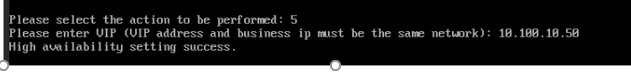 Please select the action to be performed: 5
Please enter VIP (VIP address and business ip must be the same network): 10.100.10.50
High availability setting success.